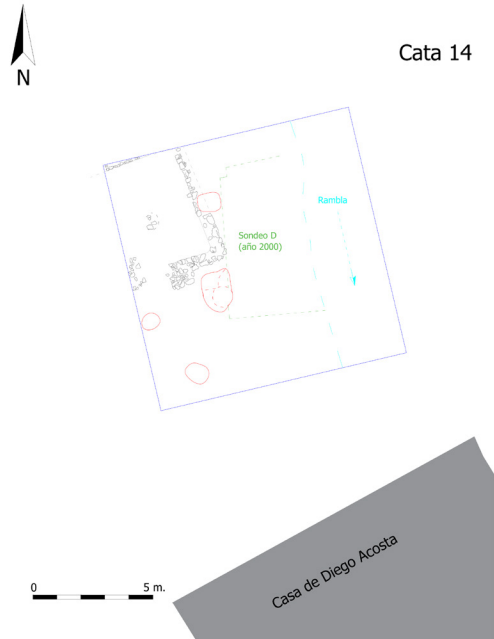 Cata 14
N
Rambla
Sondeo D
(año 2000)
Casa de Diego Acosta
0 5 m.